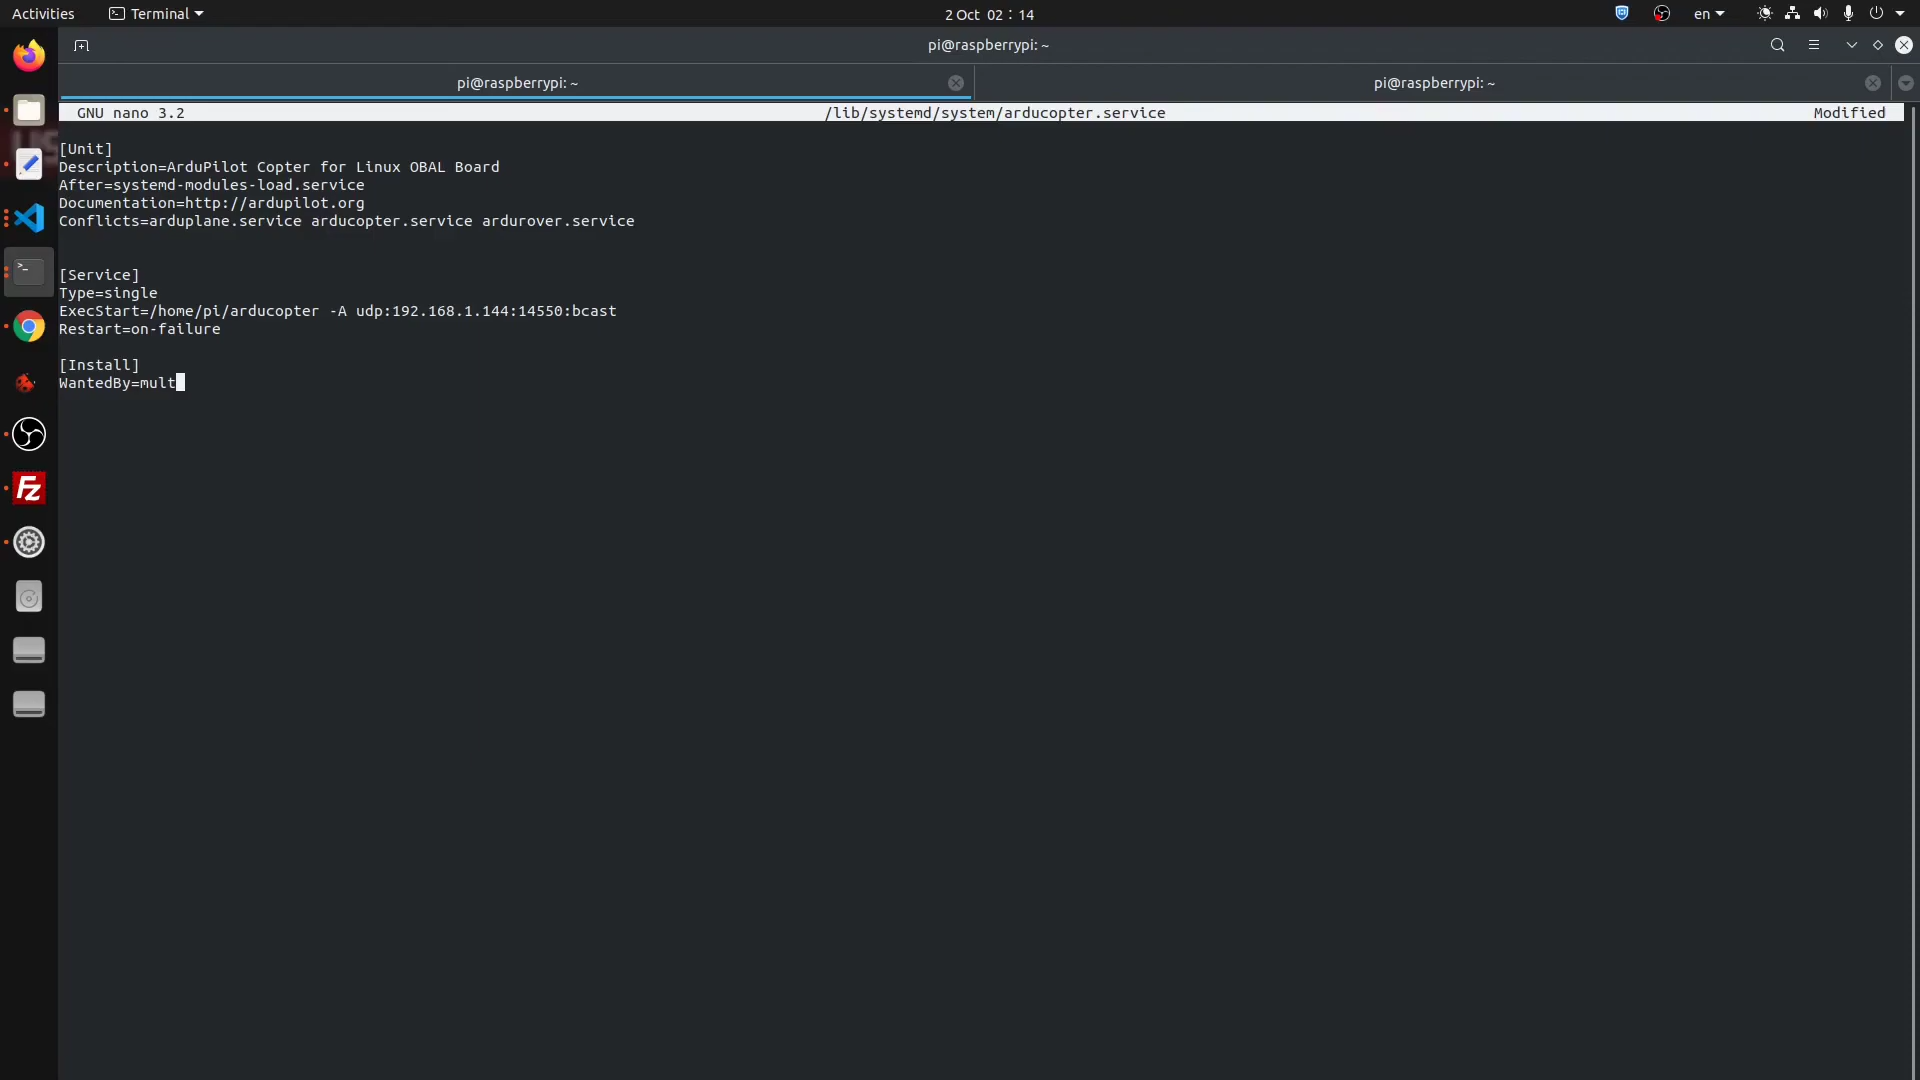 Activities Terminal 2 Oct 02:14 en
pi@raspberrypi: ~
pi@raspberrypi: ~ pi@raspberrypi: ~
GNU nano 3.2 /lib/systemd/system/arducopter.service Modified
[Unit]
Description=ArduPilot Copter for Linux OBAL Board
After=systemd-modules-load.service
Documentation=http://ardupilot.org
Conflicts=arduplane.service arducopter.service ardurover.service
[Service]
Type=single
ExecStart=/home/pi/arducopter -A udp:192.168.1.144:14550:bcast
Restart=on-failure
[Install]
WantedBy=mult